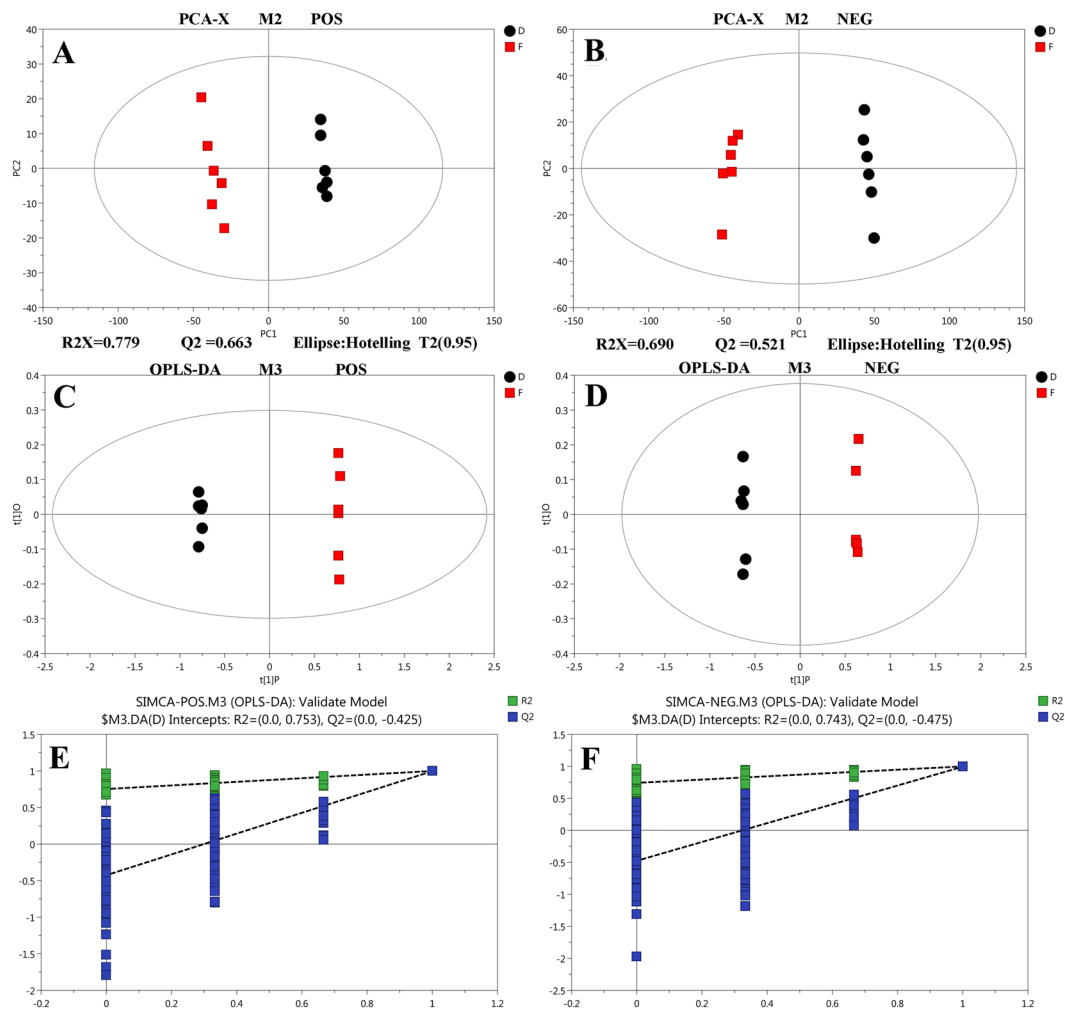 PCA-X M2 POS
A
D
F
40
30
20
10
0
-10
-20
-30
-40
PC2
-150 -100 -50 0 50 100 150
PC1
R2X=0.779 Q2 =0.663 Ellipse:Hotelling T2(0.95)
PCA-X M2 NEG
B
D
F
60
40
20
0
-20
-40
-60
PC2
-150 -100 -50 0 50 100 150
PC1
R2X=0.690 Q2 =0.521 Ellipse:Hotelling T2(0.95)
OPLS-DA M3 POS
C
D
F
0.4
0.3
0.2
0.1
0
-0.1
-0.2
-0.3
-0.4
t[1]O
-2.5 -2 -1.5 -1 -0.5 0 0.5 1 1.5 2 2.5
t[1]P
OPLS-DA M3 NEG
D
D
F
0.4
0.3
0.2
0.1
0
-0.1
-0.2
-0.3
-0.4
t[1]O
-2.5 -2 -1.5 -1 -0.5 0 0.5 1 1.5 2 2.5
t[1]P
SIMCA-POS.M3 (OPLS-DA): Validate Model
$M3.DA(D) Intercepts: R2=(0.0, 0.753), Q2=(0.0, -0.425)
R2
Q2
E
1.5
1
0.5
0
-0.5
-1
-1.5
-2
-0.2 0 0.2 0.4 0.6 0.8 1 1.2
SIMCA-NEG.M3 (OPLS-DA): Validate Model
$M3.DA(D) Intercepts: R2=(0.0, 0.743), Q2=(0.0, -0.475)
R2
Q2
F
1.5
1
0.5
0
-0.5
-1
-1.5
-2
-2.5
-0.2 0 0.2 0.4 0.6 0.8 1 1.2